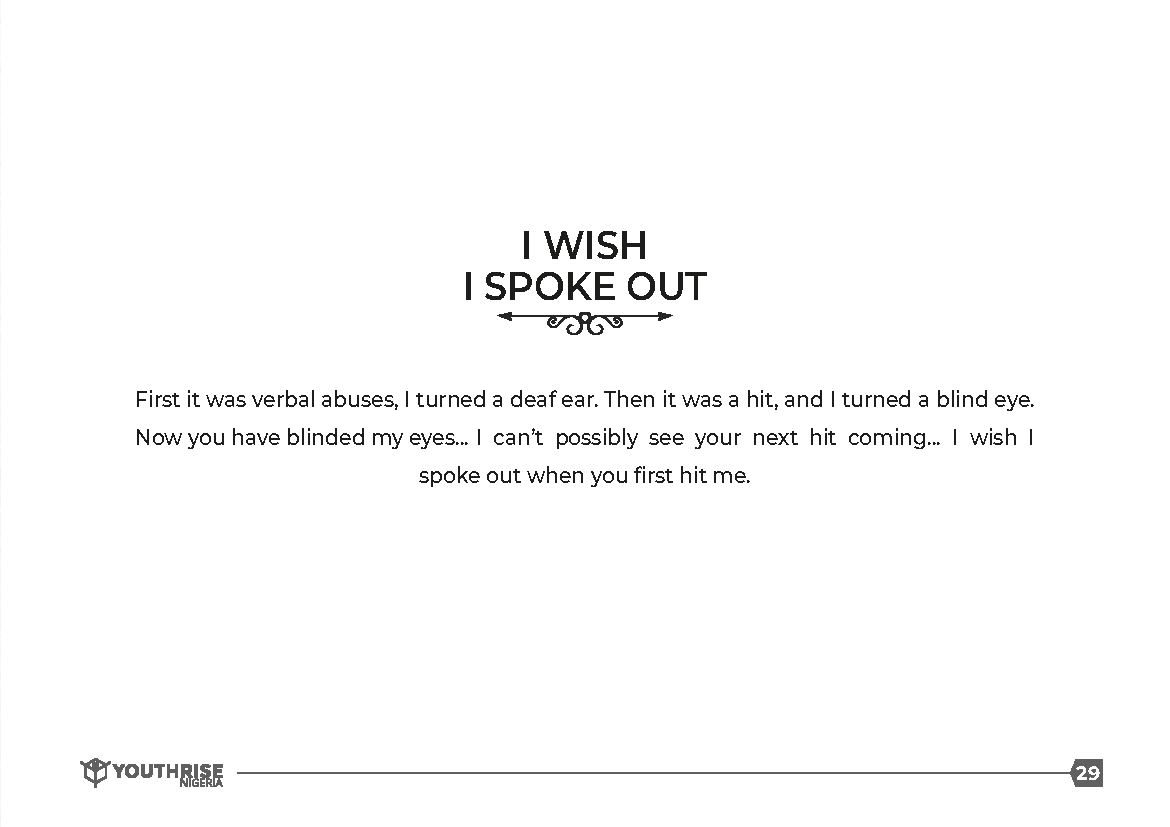 I WISH
I SPOKE OUT
First it was verbal abuses, I turned a deaf ear. Then it was a hit, and I turned a blind eye.
Now you have blinded my eyes... I can’t possibly see your next hit coming... I wish I
spoke out when you first hit me.
YOUTHRISE
NIGERIA
29